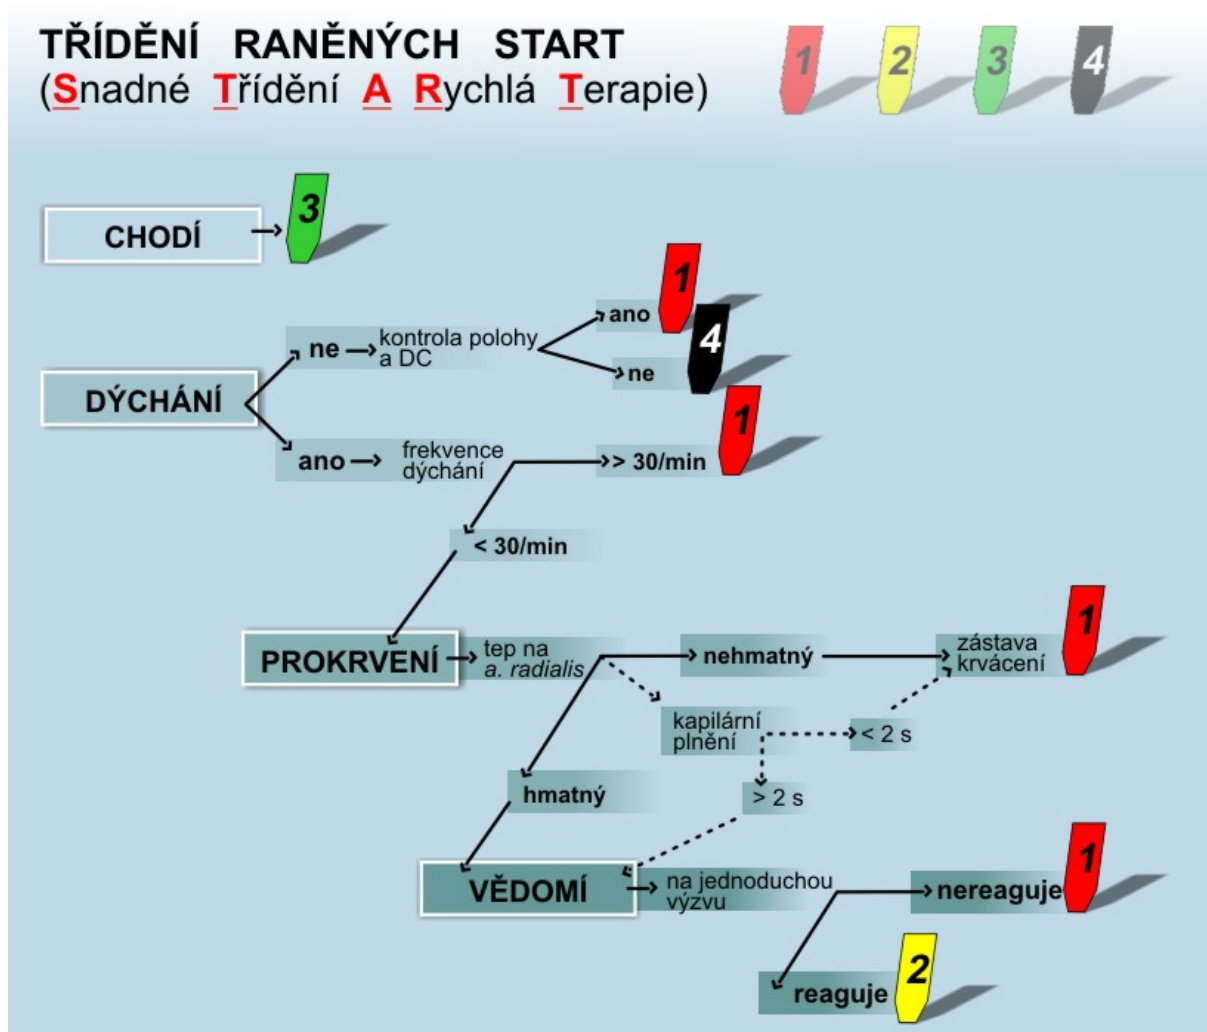 TŘÍDĚNÍ RANĚNÝCH START
(Snadné Třídění A Rychlá Terapie)
1 2 3 4
CHODÍ
3
DÝCHÁNÍ
ne
kontrola polohy
a DC
ano
1
ne
4
ano
frekvence
dýchání
> 30/min
1
< 30/min
PROKRVENÍ
tep na
a. radialis
nehmatný
zástava
krvácení
1
kapilární
plnění
< 2 s
> 2 s
hmatný
VĚDOMÍ
na jednoduchou
výzvu
nereaguje
1
reaguje
2